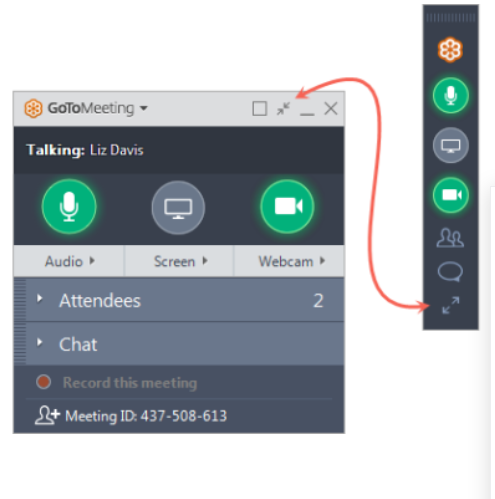 GoToMeeting
Talking: Liz Davis
Audio Screen Webcam
Attendees 2
Chat
Record this meeting
Meeting ID: 437-508-613